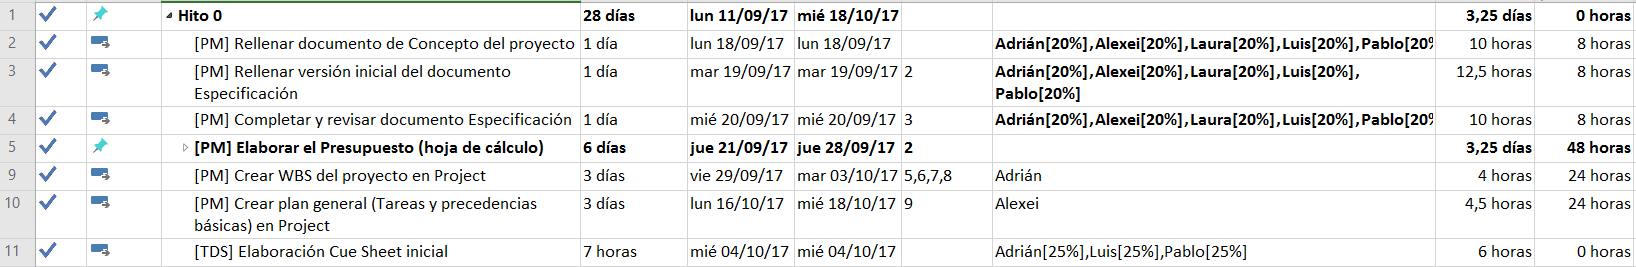 1 Hito 0 28 días lun 11/09/17 mié 18/10/17 3,25 días 0 horas
2 [PM] Rellenar documento de Concepto del proyecto 1 día lun 18/09/17 lun 18/09/17 Adrián[20%],Alexei[20%],Laura[20%],Luis[20%],Pablo[20% 10 horas 8 horas
3 [PM] Rellenar versión inicial del documento 1 día mar 19/09/17 mar 19/09/17 2 Adrián[20%],Alexei[20%],Laura[20%],Luis[20%], 12,5 horas 8 horas
Especificación Pablo[20%]
4 [PM] Completar y revisar documento Especificación 1 día mié 20/09/17 mié 20/09/17 3 Adrián[20%],Alexei[20%],Laura[20%],Luis[20%],Pablo[20% 10 horas 8 horas
5 [PM] Elaborar el Presupuesto (hoja de cálculo) 6 días jue 21/09/17 jue 28/09/17 2 3,25 días 48 horas
9 [PM] Crear WBS del proyecto en Project 3 días vie 29/09/17 mar 03/10/17 5,6,7,8 Adrián 4 horas 24 horas
10 [PM] Crear plan general (Tareas y precedencias 3 días lun 16/10/17 mié 18/10/17 9 Alexei 4,5 horas 24 horas
básicas) en Project
11 [TDS] Elaboración Cue Sheet inicial 7 horas mié 04/10/17 mié 04/10/17 Adrián[25%],Luis[25%],Pablo[25%] 6 horas 0 horas